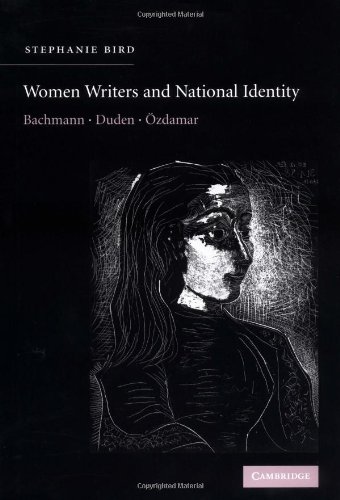 STEPHANIE BIRD
Women Writers and National Identity
Bachmann · Duden · Özdamar
CAMBRIDGE